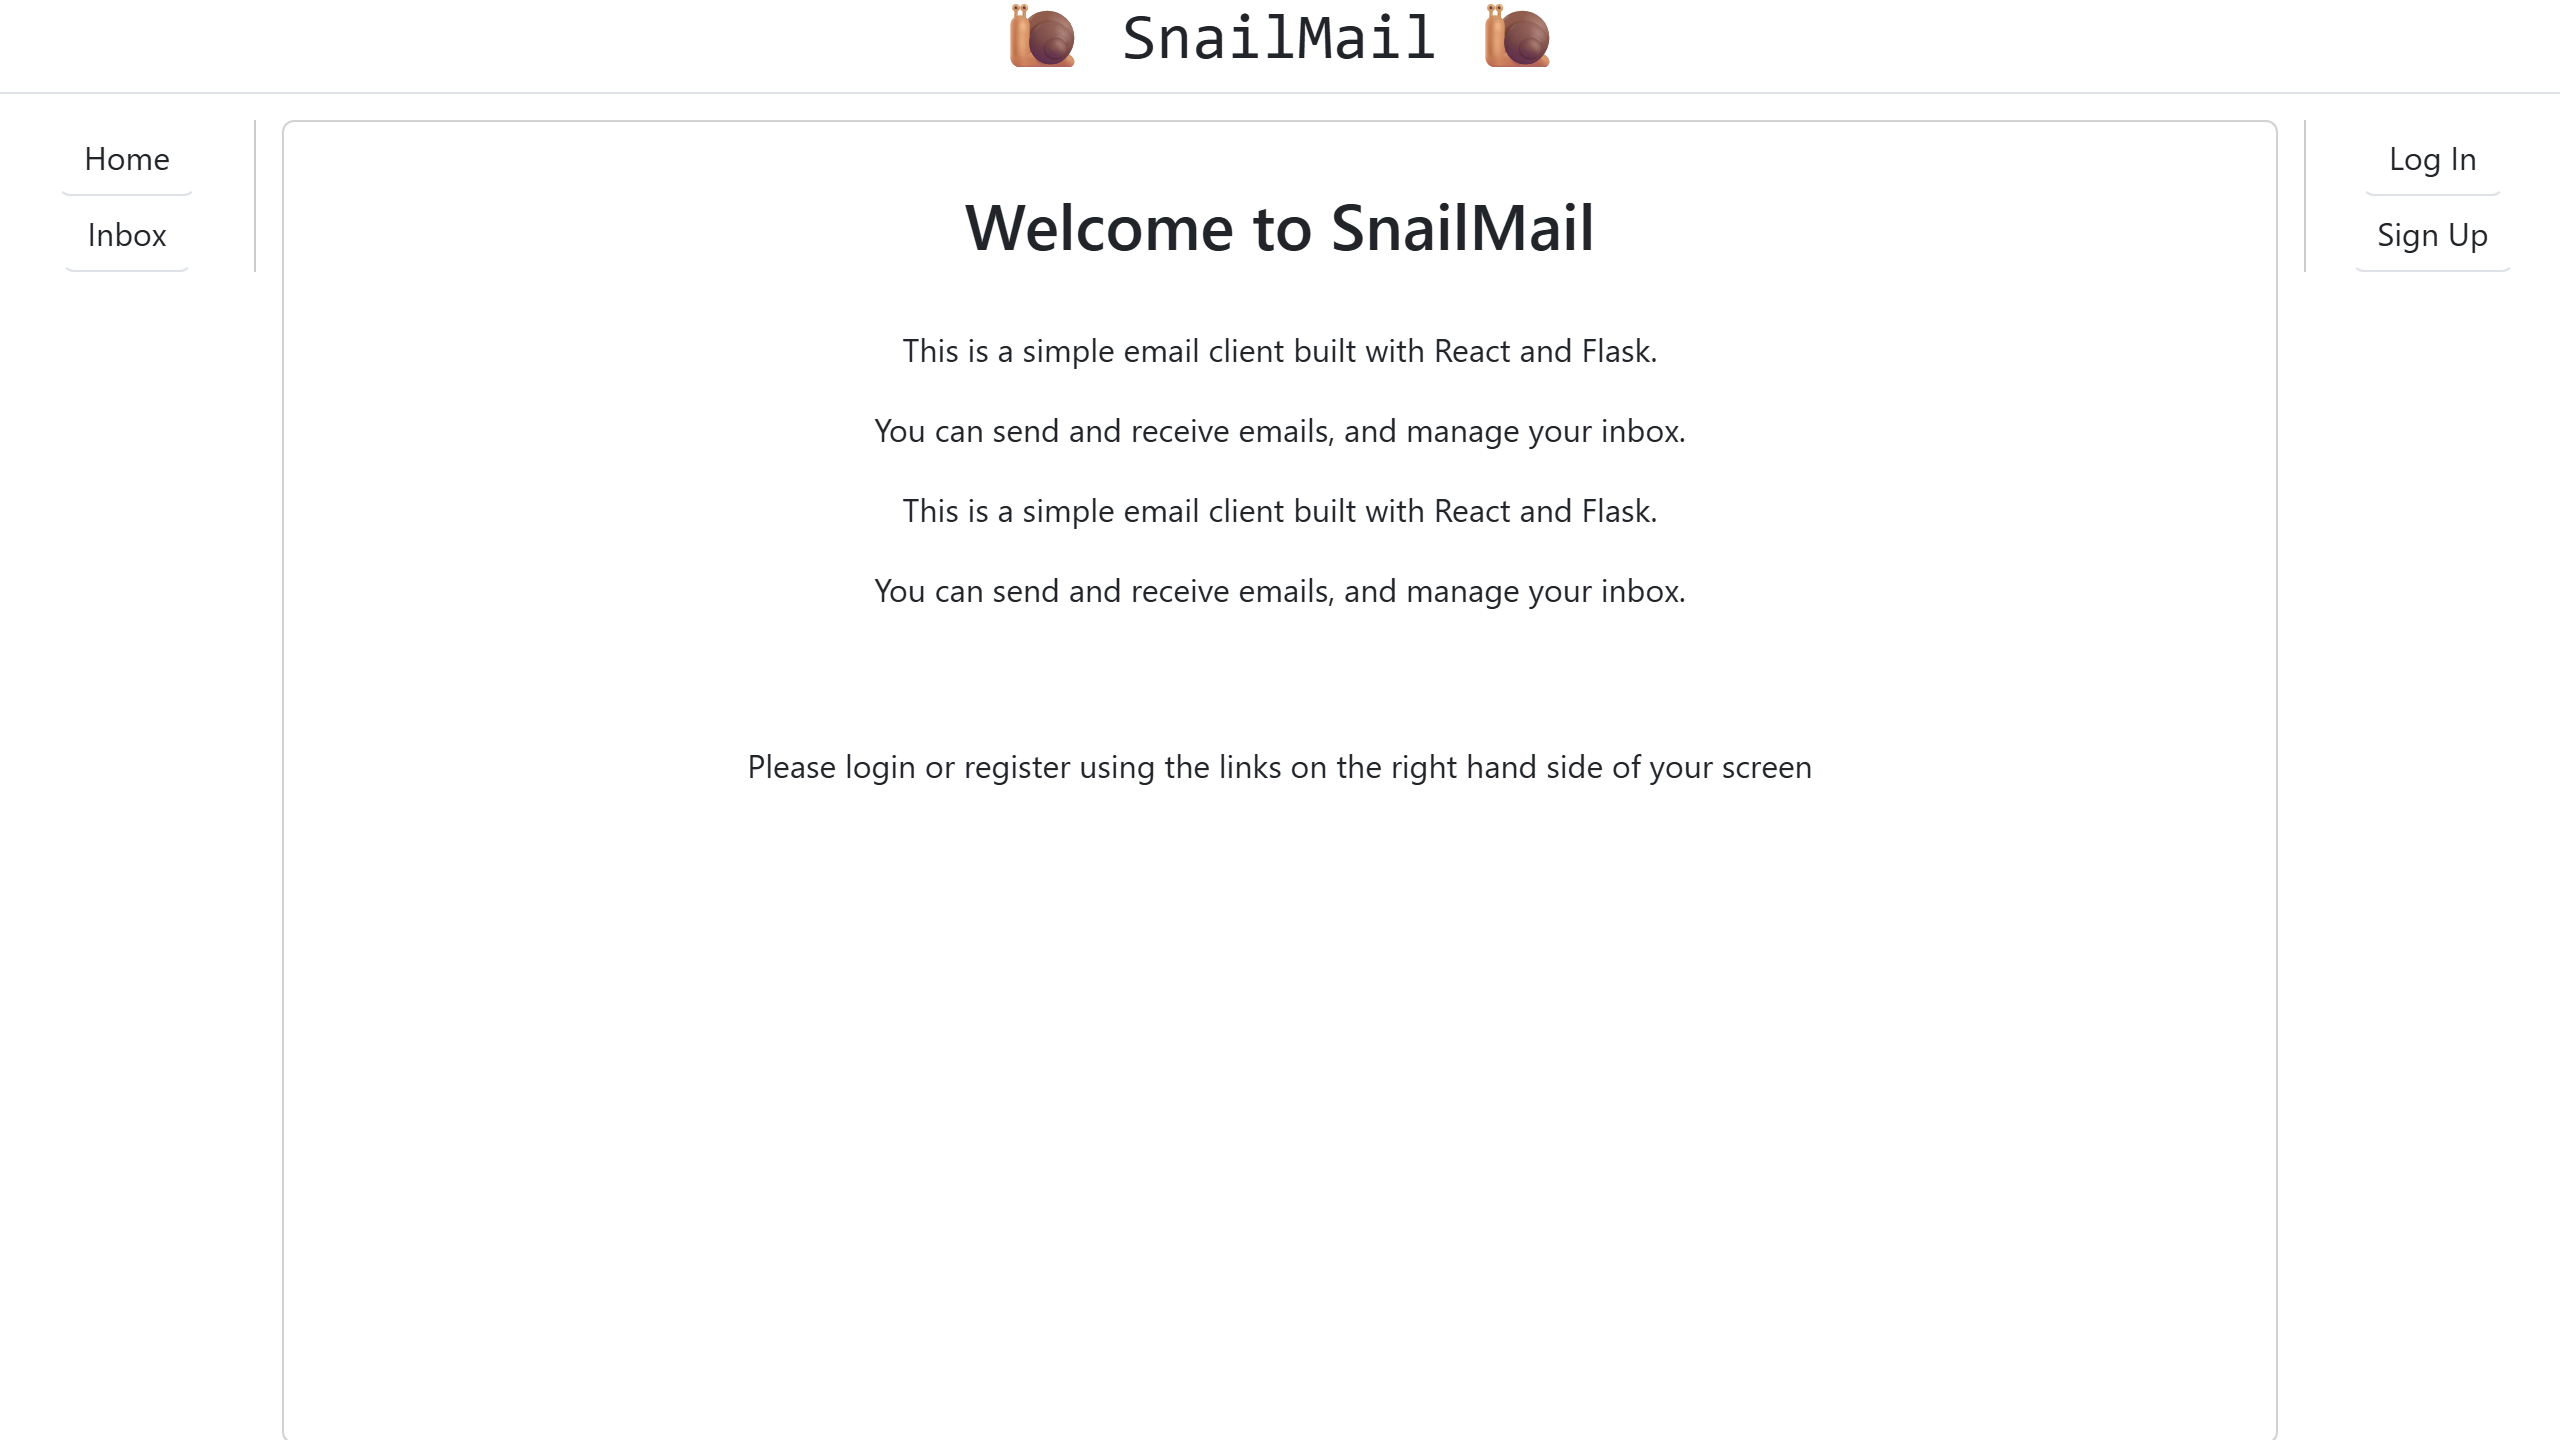 🐌 SnailMail 🐌
Home
Inbox
Log In
Sign Up
Welcome to SnailMail
This is a simple email client built with React and Flask.
You can send and receive emails, and manage your inbox.
This is a simple email client built with React and Flask.
You can send and receive emails, and manage your inbox.
Please login or register using the links on the right hand side of your screen